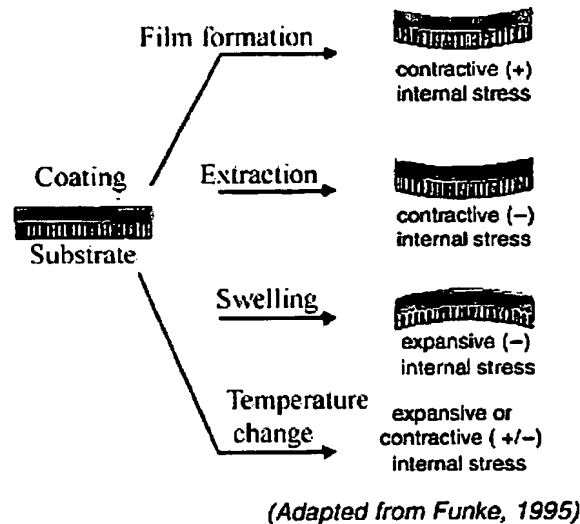 Film formation
contractive (+)
internal stress
Coating
Substrate
Extraction
contractive (–)
internal stress
Swelling
expansive (–)
internal stress
Temperature
change
expansive or
contractive ( +/–)
internal stress
(Adapted from Funke, 1995)